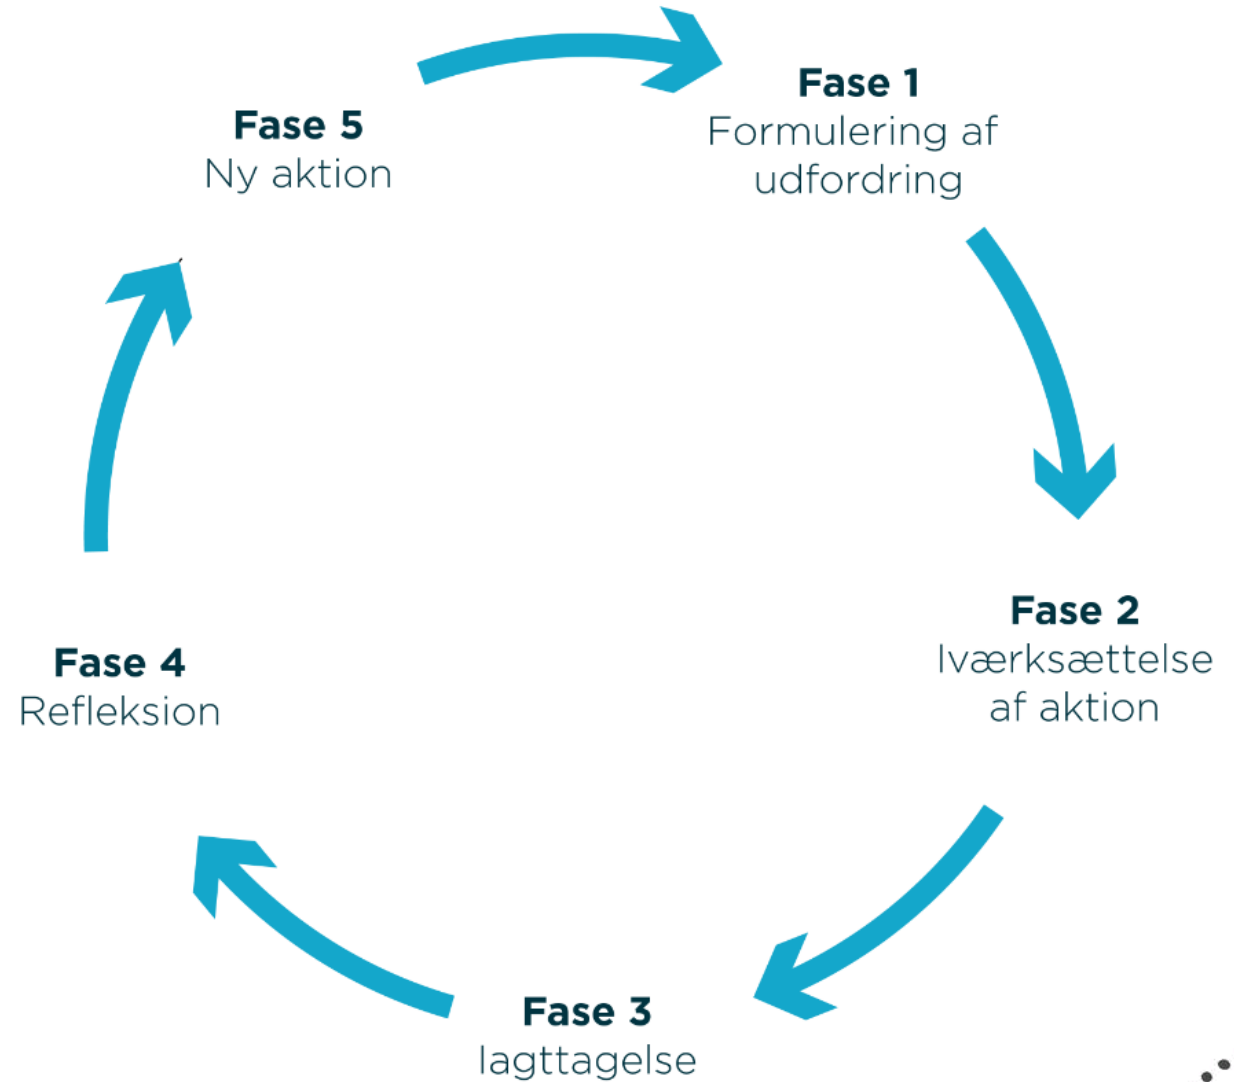 Fase 1
Formulering af
udfordring
Fase 2
Iværksættelse
af aktion
Fase 3
Iagttagelse
Fase 4
Refleksion
Fase 5
Ny aktion